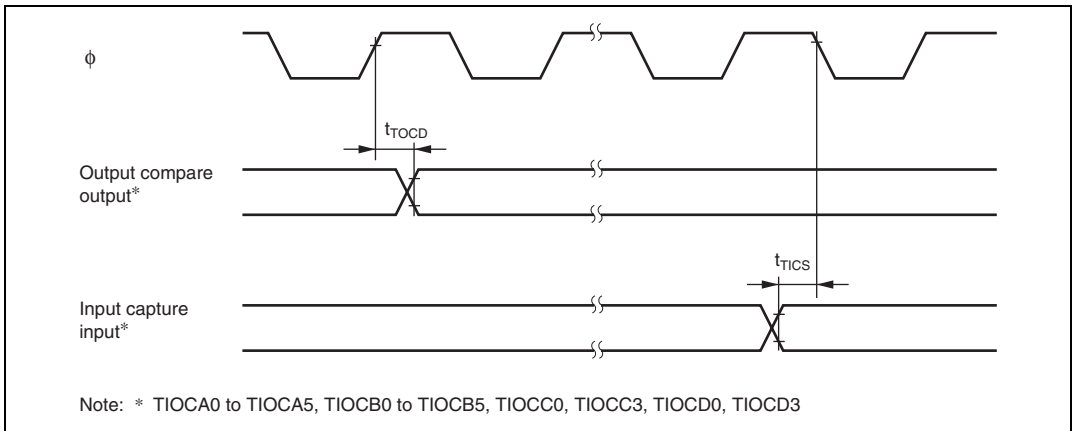 ϕ
tTOCD
Output compare
output*
tTICS
Input capture
input*
Note: * TIOCA0 to TIOCA5, TIOCB0 to TIOCB5, TIOCC0, TIOCC3, TIOCD0, TIOCD3